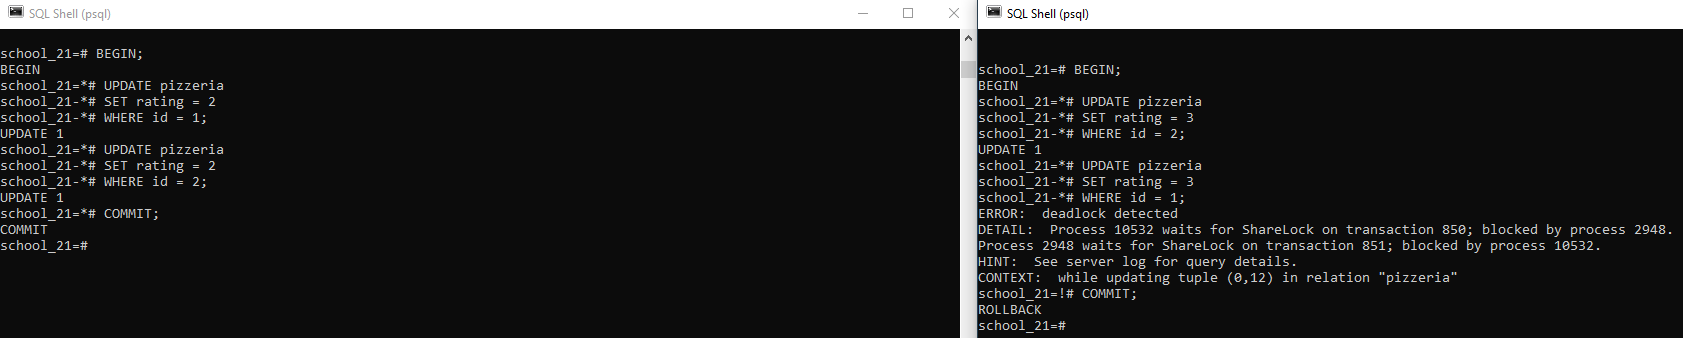 SQL Shell (psql)
school_21=# BEGIN;
BEGIN
school_21=*# UPDATE pizzeria
school_21-*# SET rating = 2
school_21-*# WHERE id = 1;
UPDATE 1
school_21=*# UPDATE pizzeria
school_21-*# SET rating = 2
school_21-*# WHERE id = 2;
UPDATE 1
school_21=*# COMMIT;
COMMIT
school_21=#
SQL Shell (psql)
school_21=# BEGIN;
BEGIN
school_21=*# UPDATE pizzeria
school_21-*# SET rating = 3
school_21-*# WHERE id = 2;
UPDATE 1
school_21=*# UPDATE pizzeria
school_21-*# SET rating = 3
school_21-*# WHERE id = 1;
ERROR:  deadlock detected
DETAIL:  Process 10532 waits for ShareLock on transaction 850; blocked by process 2948.
Process 2948 waits for ShareLock on transaction 851; blocked by process 10532.
HINT:  See server log for query details.
CONTEXT:  while updating tuple (0,12) in relation "pizzeria"
school_21=!# COMMIT;
ROLLBACK
school_21=#